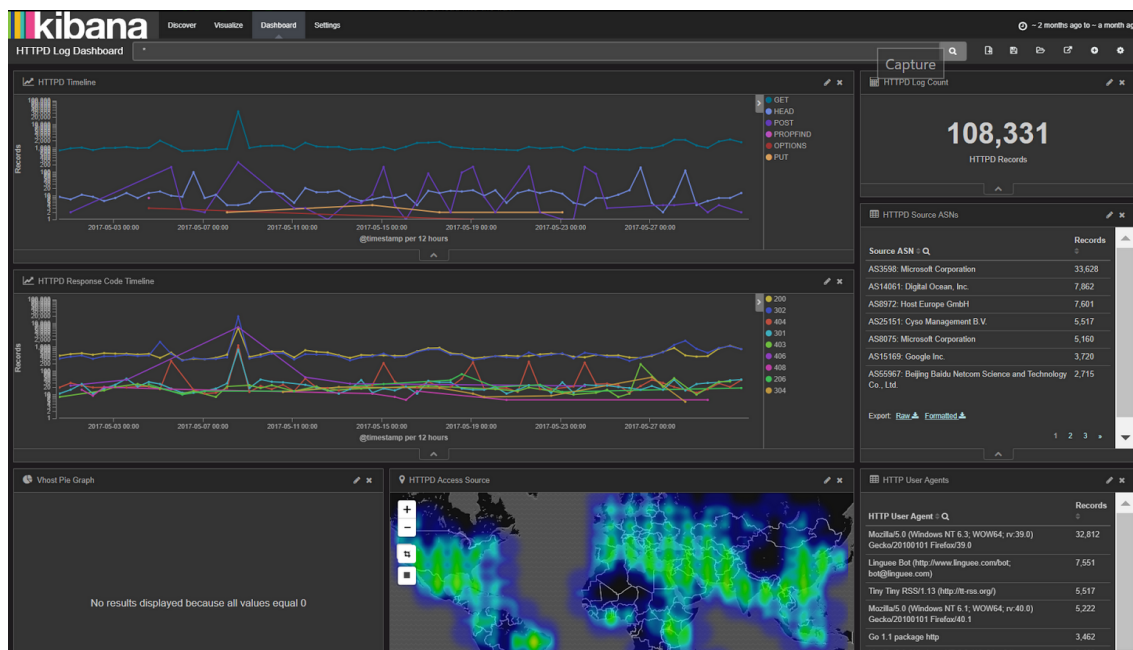 kibana
Discover Visualize Dashboard Settings
~ 2 months ago to ~ a month ag
HTTPD Log Dashboard *
Capture
HTTPD Timeline
Records
2017-05-03 00:00 2017-05-07 00:00 2017-05-11 00:00 2017-05-15 00:00 2017-05-19 00:00 2017-05-23 00:00 2017-05-27 00:00
@timestamp per 12 hours
GET
HEAD
POST
PROPFIND
OPTIONS
PUT
HTTPD Log Count
108,331
HTTPD Records
HTTPD Source ASNs
Source ASN Records
AS3598: Microsoft Corporation 33,628
AS14061: Digital Ocean, Inc. 7,862
AS8972: Host Europe GmbH 7,601
AS25151: Cyso Management B.V. 5,517
AS8075: Microsoft Corporation 5,160
AS15169: Google Inc. 3,720
AS55967: Beijing Baidu Netcom Science and Technology 2,715
Co., Ltd.
Export: Raw Formatted
1 2 3 »
HTTPD Response Code Timeline
Records
2017-05-03 00:00 2017-05-07 00:00 2017-05-11 00:00 2017-05-15 00:00 2017-05-19 00:00 2017-05-23 00:00 2017-05-27 00:00
@timestamp per 12 hours
200
302
404
301
403
406
408
206
304
Vhost Pie Graph
No results displayed because all values equal 0
HTTPD Access Source
+
−
HTTP User Agents
HTTP User Agent Records
Mozilla/5.0 (Windows NT 6.3; WOW64; rv:39.0) 32,812
Gecko/20100101 Firefox/39.0
Linguee Bot (http://www.linguee.com/bot; 7,551
bot@linguee.com)
Tiny Tiny RSS/1.13 (http://tt-rss.org/) 5,517
Mozilla/5.0 (Windows NT 6.1; WOW64; rv:40.0) 5,222
Gecko/20100101 Firefox/40.1
Go 1.1 package http 3,462